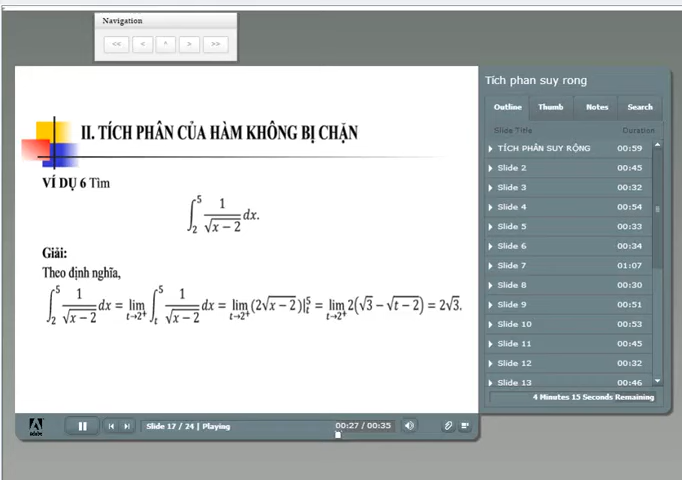 Navigation
<< < ^ > >>
Tích phan suy rong
Outline Thumb Notes Search
Slide Title Duration
TÍCH PHÂN SUY RỘNG 00:59
Slide 2 00:45
Slide 3 00:32
Slide 4 00:54
Slide 5 00:33
Slide 6 00:34
Slide 7 01:07
Slide 8 00:30
Slide 9 00:51
Slide 10 00:53
Slide 11 00:45
Slide 12 00:32
Slide 13 00:46
4 Minutes 15 Seconds Remaining
II. TÍCH PHÂN CỦA HÀM KHÔNG BỊ CHẶN
VÍ DỤ 6 Tìm
∫₂⁵ 1/√(x − 2) dx.
Giải:
Theo định nghĩa,
∫₂⁵ 1/√(x − 2) dx = lim_{t→2⁺} ∫ₜ⁵ 1/√(x − 2) dx = lim_{t→2⁺} (2√(x − 2))|ₜ⁵ = lim_{t→2⁺} 2(√3 − √(t − 2)) = 2√3.
Adobe
Slide 17 / 24 | Playing
00:27 / 00:35